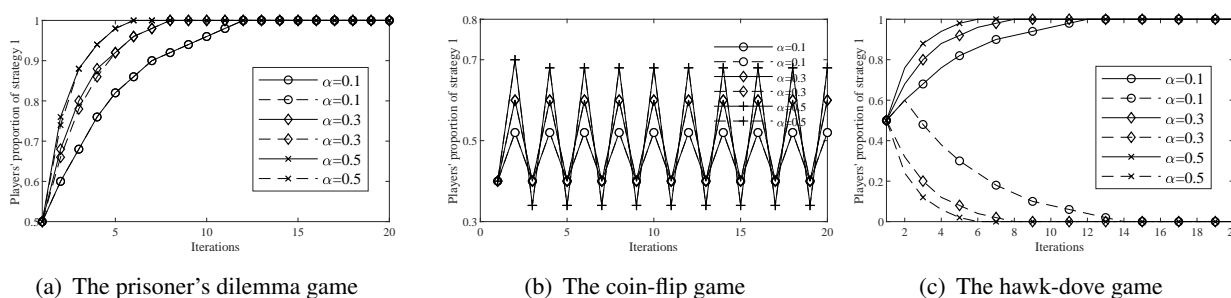 Players' proportion of strategy 1
1
0.9
0.8
0.7
0.6
0.5
5
10
15
20
Iterations
α=0.1
α=0.1
α=0.3
α=0.3
α=0.5
α=0.5
(a) The prisoner's dilemma game
Players' proportion of strategy 1
0.8
0.7
0.5
0.4
0.3
0
5
10
15
20
Iterations
α=0.1
α=0.1
α=0.3
α=0.3
α=0.5
α=0.5
(b) The coin-flip game
Players' proportion of strategy 1
1
0.8
0.6
0.4
0.2
0
2
4
6
8
10
12
14
16
18
20
Iterations
α=0.1
α=0.1
α=0.3
α=0.3
α=0.5
α=0.5
(c) The hawk-dove game